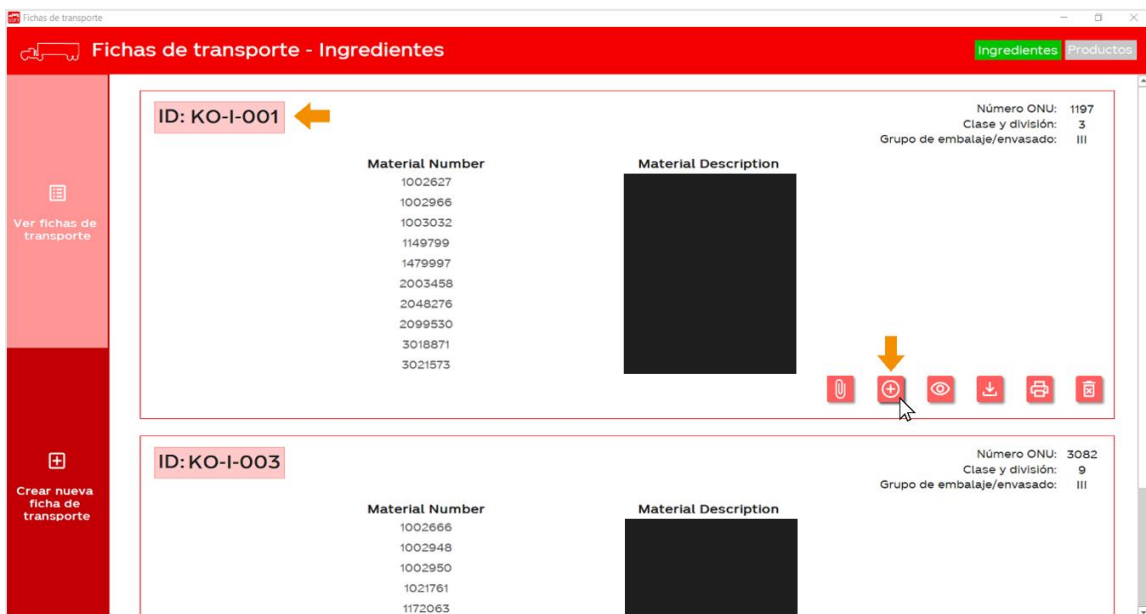 Fichas de transporte
Fichas de transporte - Ingredientes
Ingredientes Productos
Ver fichas de
transporte
Crear nueva
ficha de
transporte
ID: KO-I-001
Número ONU: 1197
Clase y división: 3
Grupo de embalaje/envasado: III
Material Number Material Description
1002627
1002966
1003032
1149799
1479997
2003458
2048276
2099530
3018871
3021573
ID: KO-I-003
Número ONU: 3082
Clase y división: 9
Grupo de embalaje/envasado: III
Material Number Material Description
1002666
1002948
1002950
1021761
1172063